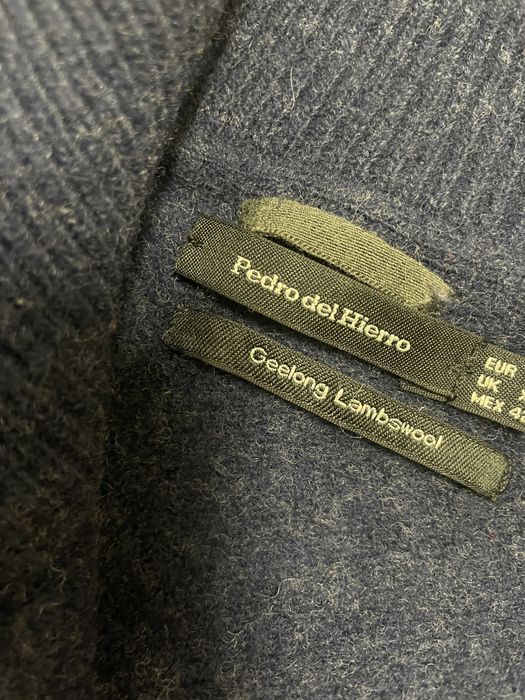 Pedro del Hierro
Geelong Lambswool
EUR
UK
MEX